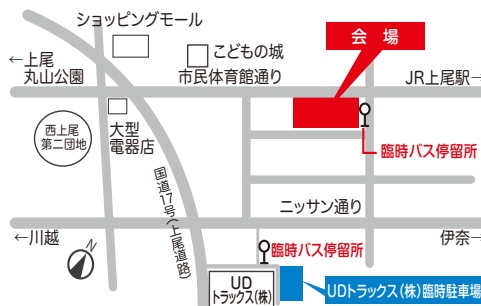 ショッピングモール
こどもの城
会 場
←上尾
丸山公園
市民体育館通り
JR上尾駅→
西上尾
第二団地
大型
電器店
臨時バス停留所
国道17号(上尾道路)
ニッサン通り
←川越
伊奈→
N
臨時バス停留所
UD
トラックス(株)
UDトラックス(株)臨時駐車場